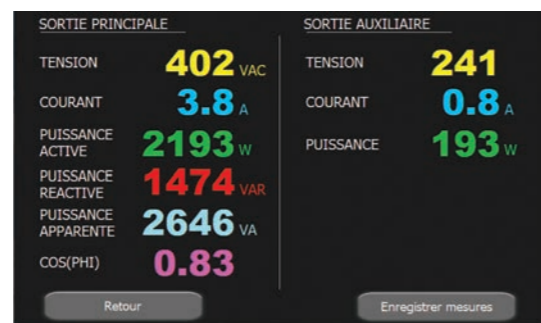 SORTIE PRINCIPALE
TENSION 402 VAC
COURANT 3.8 A
PUISSANCE
ACTIVE 2193 W
PUISSANCE
REACTIVE 1474 VAR
PUISSANCE
APPARENTE 2646 VA
COS(PHI) 0.83
Retour
SORTIE AUXILIAIRE
TENSION 241
COURANT 0.8 A
PUISSANCE 193 W
Enregistrer mesures